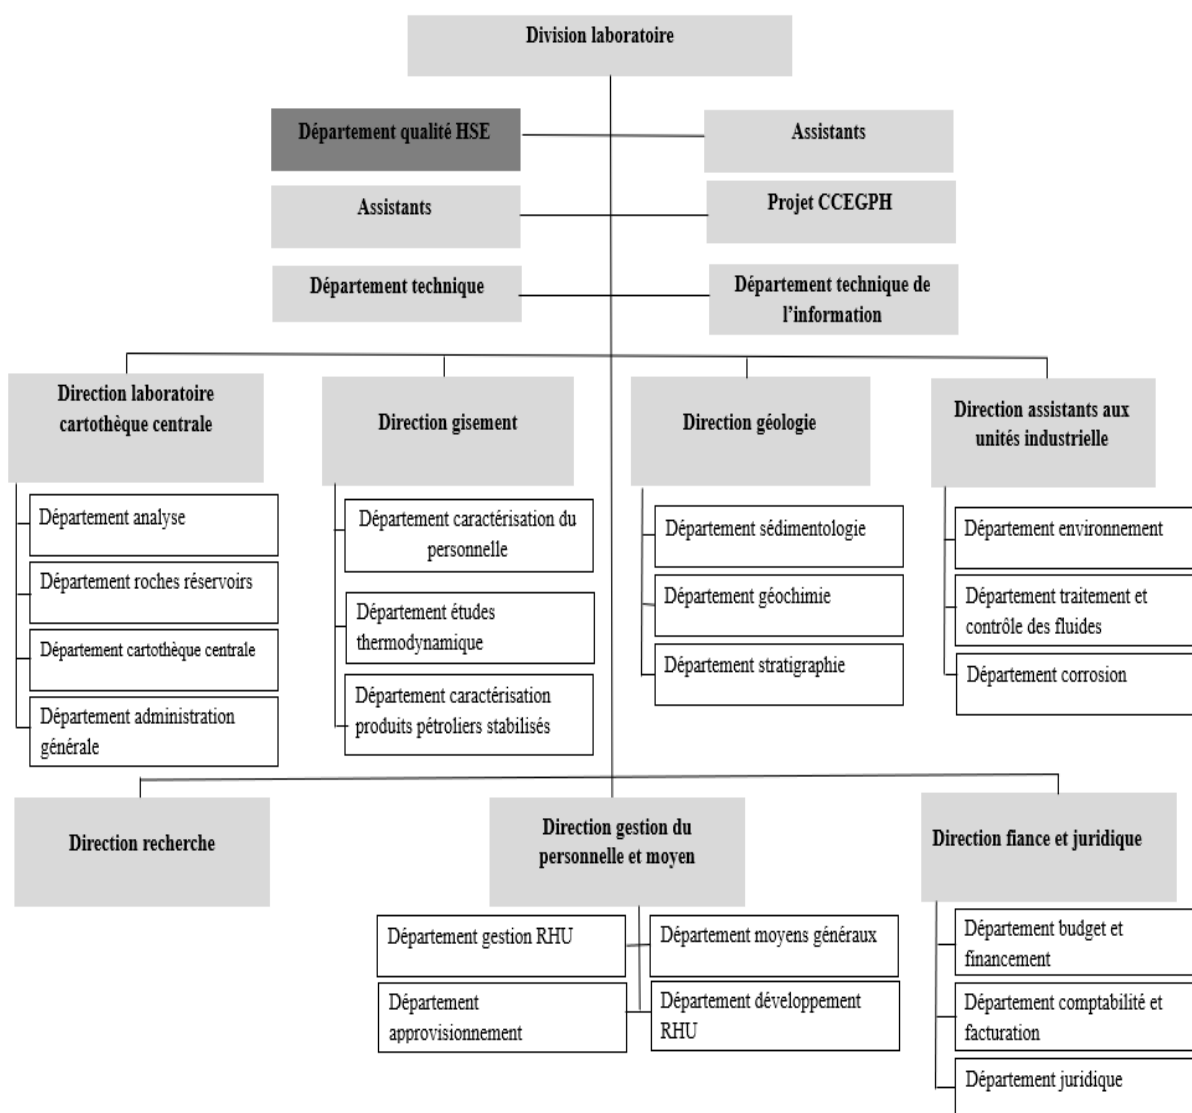 Division laboratoire
Département qualité HSE
Assistants
Assistants
Projet CCEGPH
Département technique
Département technique de
l’information
Direction laboratoire
cartothèque centrale
Direction gisement
Direction géologie
Direction assistants aux
unités industrielle
Département analyse
Département roches réservoirs
Département cartothèque centrale
Département administration
générale
Département caractérisation du
personnelle
Département études
thermodynamique
Département caractérisation
produits pétroliers stabilisés
Département sédimentologie
Département géochimie
Département stratigraphie
Département environnement
Département traitement et
contrôle des fluides
Département corrosion
Direction recherche
Direction gestion du
personnelle et moyen
Direction fiance et juridique
Département gestion RHU
Département moyens généraux
Département
approvisionnement
Département développement
RHU
Département budget et
financement
Département comptabilité et
facturation
Département juridique